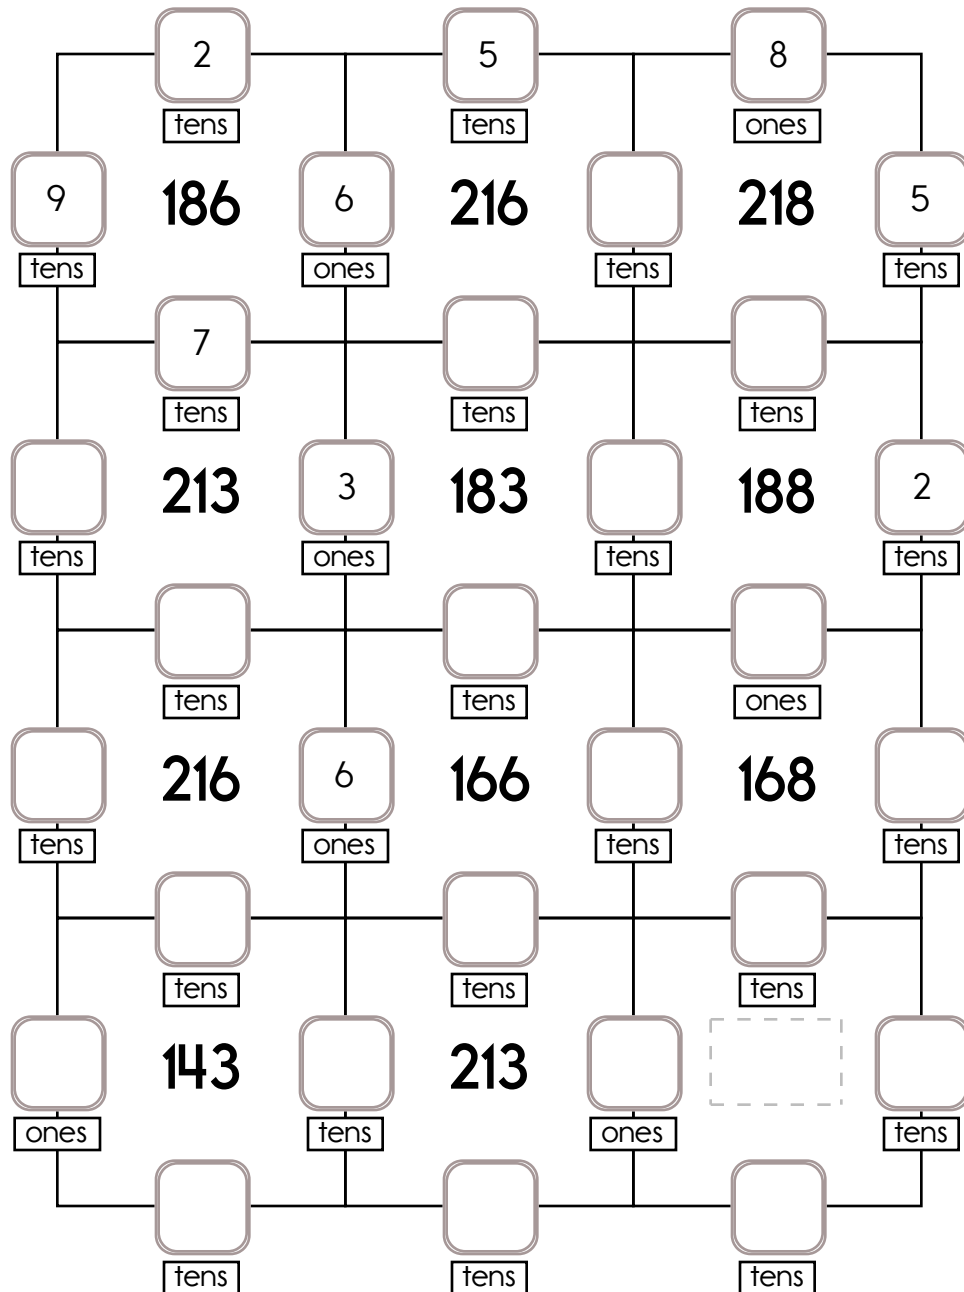 2 5 8
tens tens ones
9 186 6 216 218 5
tens ones tens tens
7
tens tens tens
213 3 183 188 2
tens ones tens tens
tens tens ones
216 6 166 168
tens ones tens tens
tens tens tens
143 213
ones tens ones tens
tens tens tens